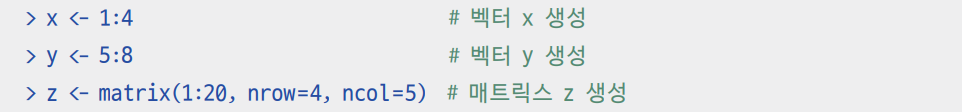 > x <- 1:4 # 벡터 x 생성
> y <- 5:8 # 벡터 y 생성
> z <- matrix(1:20, nrow=4, ncol=5) # 매트릭스 z 생성